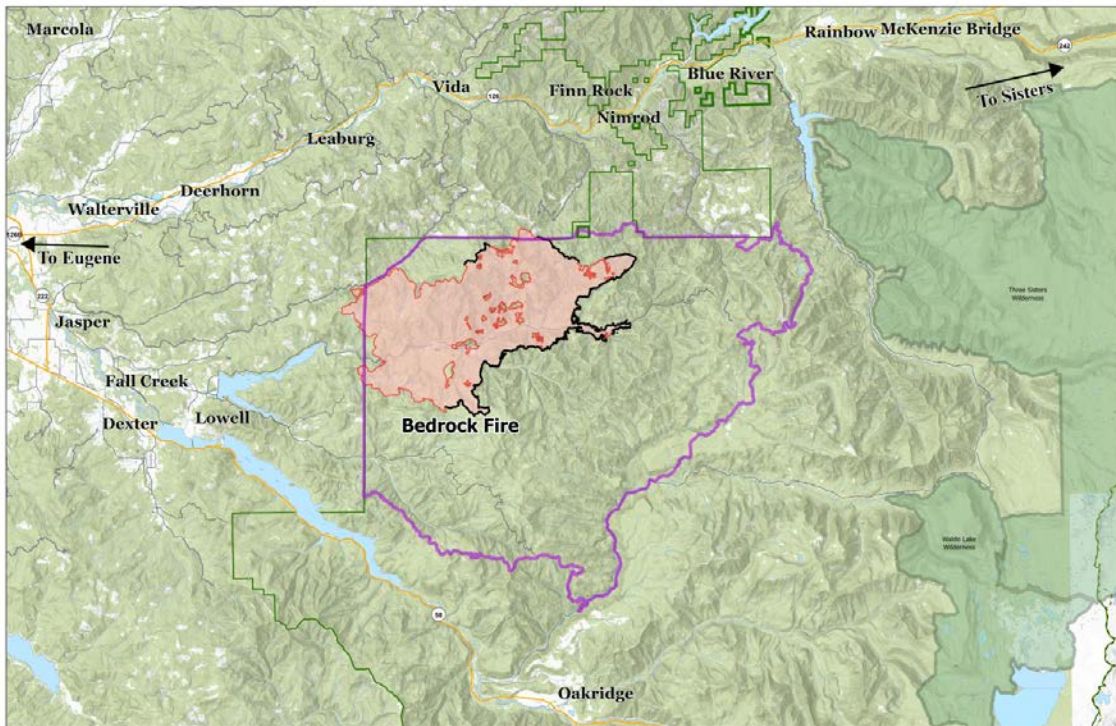 Marcola
Rainbow
McKenzie Bridge
242
To Sisters
Vida
126
Finn Rock
Blue River
Nimrod
Leaburg
Deerhorn
Walterville
To Eugene
222
Jasper
Three Sisters
Wilderness
Fall Creek
Dexter
Lowell
Bedrock Fire
Waldo Lake
Wilderness
58
Oakridge